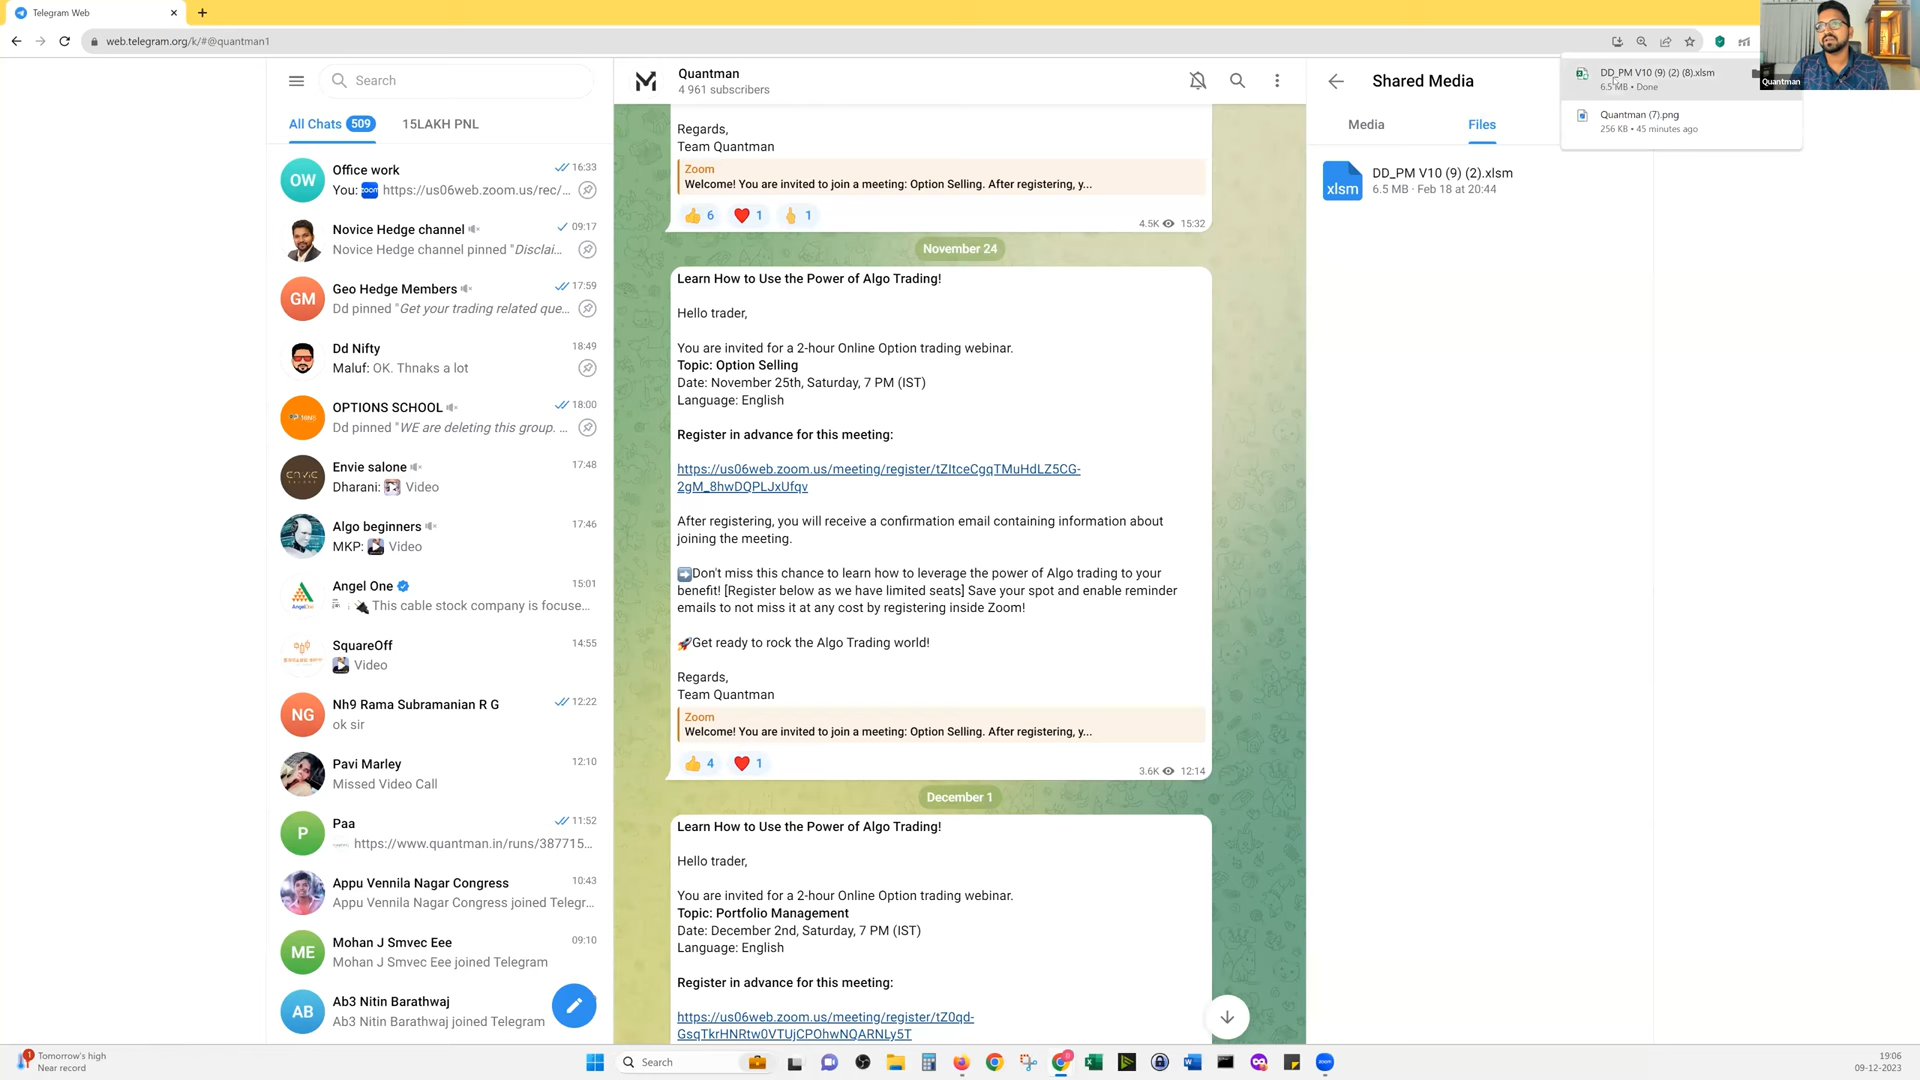 Telegram Web
web.telegram.org/k/#@quantman1
Search
All Chats 509
15LAKH PNL
OW
Office work
16:33
You: https://us06web.zoom.us/rec/...
Novice Hedge channel
09:17
Novice Hedge channel pinned "Disclai...
GM
Geo Hedge Members
17:59
Dd pinned "Get your trading related que...
Dd Nifty
18:49
Maluf: OK. Thnaks a lot
OPTIONS SCHOOL
18:00
Dd pinned "WE are deleting this group. ...
Envie salone
17:48
Dharani: Video
Algo beginners
17:46
MKP: Video
Angel One
15:01
This cable stock company is focuse...
SquareOff
14:55
Video
NG
Nh9 Rama Subramanian R G
12:22
ok sir
Pavi Marley
12:10
Missed Video Call
P
Paa
11:52
https://www.quantman.in/runs/387715...
Appu Vennila Nagar Congress
10:43
Appu Vennila Nagar Congress joined Telegr...
ME
Mohan J Smvec Eee
09:10
Mohan J Smvec Eee joined Telegram
AB
Ab3 Nitin Barathwaj
Ab3 Nitin Barathwaj joined Telegram
Quantman
4 961 subscribers
Regards,
Team Quantman
Zoom
Welcome! You are invited to join a meeting: Option Selling. After registering, y...
6 1 1
4.5K 15:32
November 24
Learn How to Use the Power of Algo Trading!
Hello trader,
You are invited for a 2-hour Online Option trading webinar.
Topic: Option Selling
Date: November 25th, Saturday, 7 PM (IST)
Language: English
Register in advance for this meeting:
https://us06web.zoom.us/meeting/register/tZItceCgqTMuHdLZ5CG-
2gM_8hwDQPLJxUfqv
After registering, you will receive a confirmation email containing information about
joining the meeting.
➡️Don't miss this chance to learn how to leverage the power of Algo trading to your
benefit! [Register below as we have limited seats] Save your spot and enable reminder
emails to not miss it at any cost by registering inside Zoom!
🚀Get ready to rock the Algo Trading world!
Regards,
Team Quantman
Zoom
Welcome! You are invited to join a meeting: Option Selling. After registering, y...
4 1
3.6K 12:14
December 1
Learn How to Use the Power of Algo Trading!
Hello trader,
You are invited for a 2-hour Online Option trading webinar.
Topic: Portfolio Management
Date: December 2nd, Saturday, 7 PM (IST)
Language: English
Register in advance for this meeting:
https://us06web.zoom.us/meeting/register/tZ0qd-
GsqTkrHNRtw0VTUjCPOhwNQARNLy5T
Shared Media
Media
Files
xlsm
DD_PM V10 (9) (2).xlsm
6.5 MB · Feb 18 at 20:44
DD_PM V10 (9) (2) (8).xlsm
6.5 MB • Done
Quantman (7).png
256 KB • 45 minutes ago
Quantman
1
Tomorrow's high
Near record
Search
19:06
09-12-2023